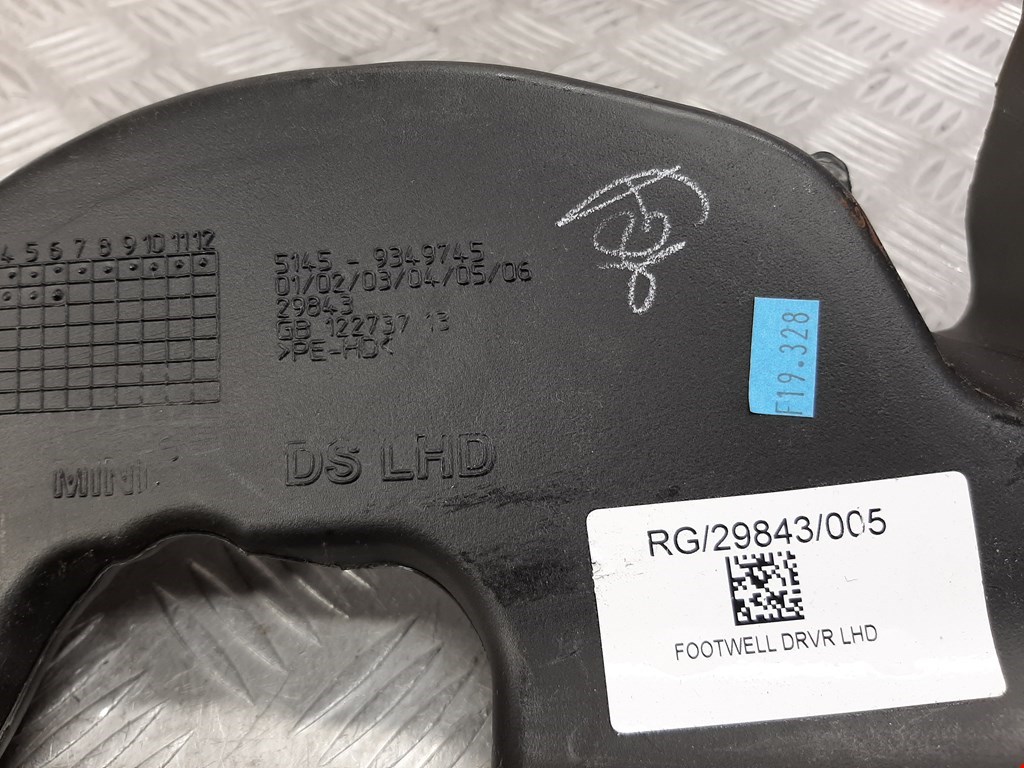 4 5 6 7 8 9 10 11 12
5145 - 9349745
01/02/03/04/05/06
29843
GB 122737 13
>PE-HD<
MINI
DS LHD
F19.328
RG/29843/005
FOOTWELL DRVR LHD